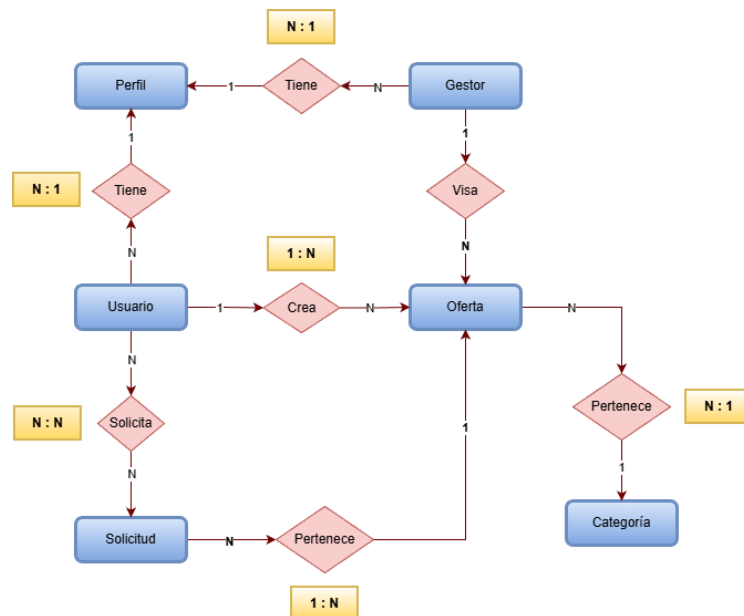 N : 1
Perfil
1
Tiene
N
Gestor
1
1
N : 1
Tiene
Visa
N
N
1 : N
Usuario
1
Crea
N
Oferta
N
N
N : N
Solicita
1
Pertenece
N : 1
N
1
Solicitud
N
Pertenece
Categoría
1 : N